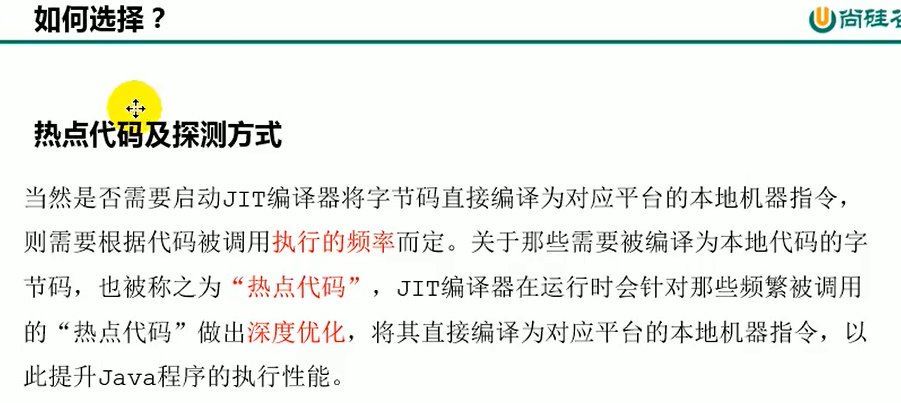 如何选择？
尚硅谷
热点代码及探测方式
当然是否需要启动JIT编译器将字节码直接编译为对应平台的本地机器指令，
则需要根据代码被调用执行的频率而定。关于那些需要被编译为本地代码的字
节码，也被称之为“热点代码”，JIT编译器在运行时会针对那些频繁被调用
的“热点代码”做出深度优化，将其直接编译为对应平台的本地机器指令，以
此提升Java程序的执行性能。